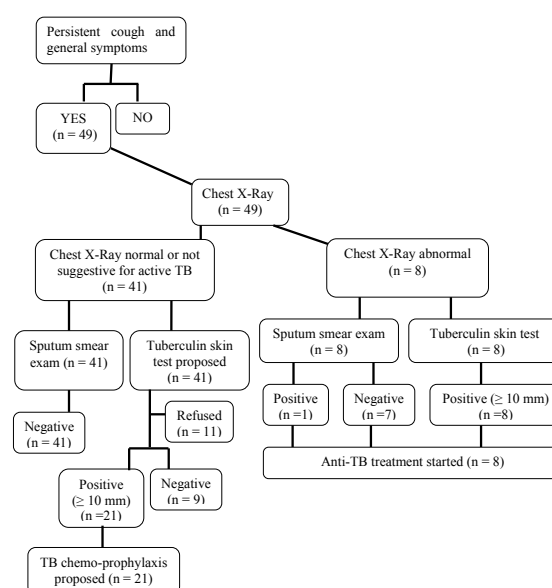 Persistent cough and
general symptoms
YES
(n = 49)
NO
Chest X-Ray
(n = 49)
Chest X-Ray normal or not
suggestive for active TB
(n = 41)
Chest X-Ray abnormal
(n = 8)
Sputum smear
exam (n = 41)
Tuberculin skin
test proposed
(n = 41)
Sputum smear exam
(n = 8)
Tuberculin skin test
(n = 8)
Negative
(n = 41)
Refused
(n = 11)
Positive
(n =1)
Negative
(n =7)
Positive (≥ 10 mm)
(n =8)
Anti-TB treatment started (n = 8)
Positive
(≥ 10 mm)
(n =21)
Negative
(n = 9)
TB chemo-prophylaxis
proposed (n = 21)